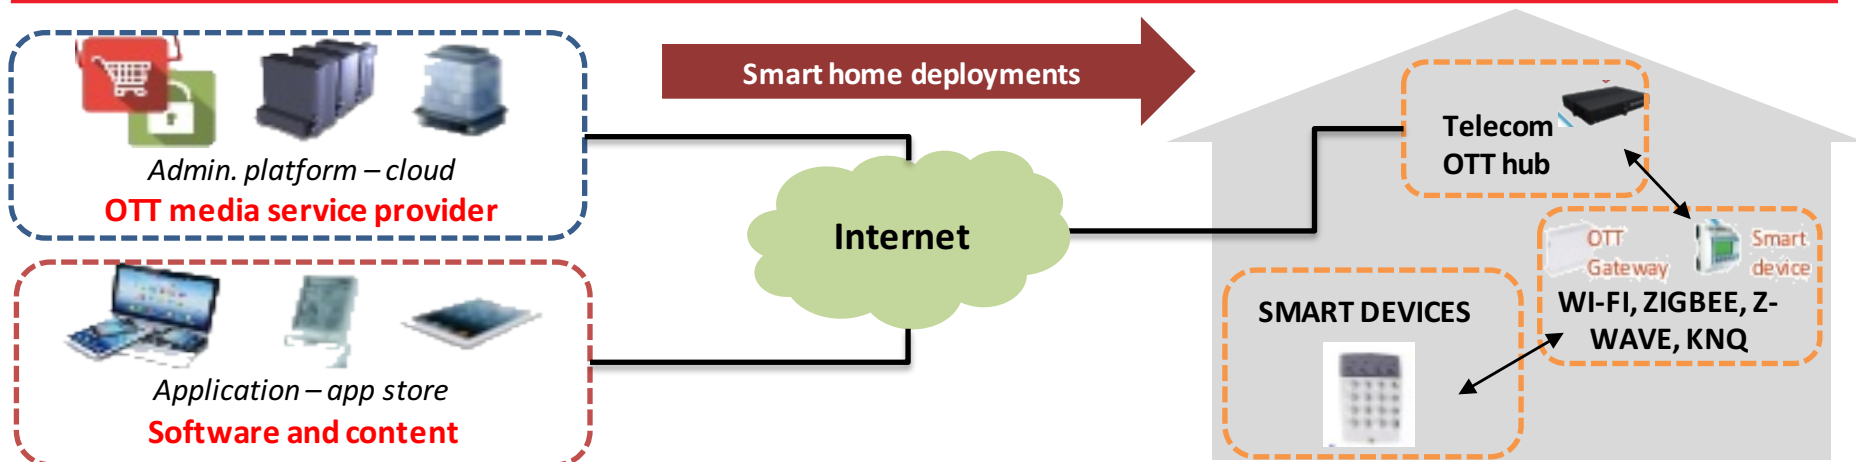 Smart home deployments
Admin. platform – cloud
OTT media service provider
Internet
Application – app store
Software and content
Telecom
OTT hub
OTT
Gateway
Smart
device
WI-FI, ZIGBEE, Z-
WAVE, KNQ
SMART DEVICES